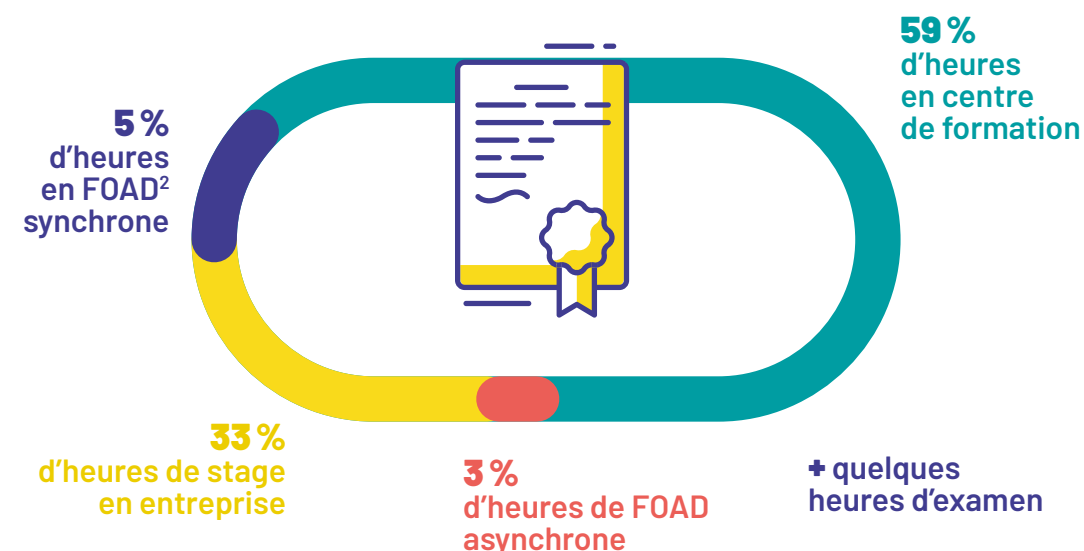 59 %
d'heures
en centre
de formation
5 %
d'heures
en FOAD²
synchrone
33 %
d'heures de stage
en entreprise
3 %
d'heures de FOAD
asynchrone
+ quelques
heures d'examen